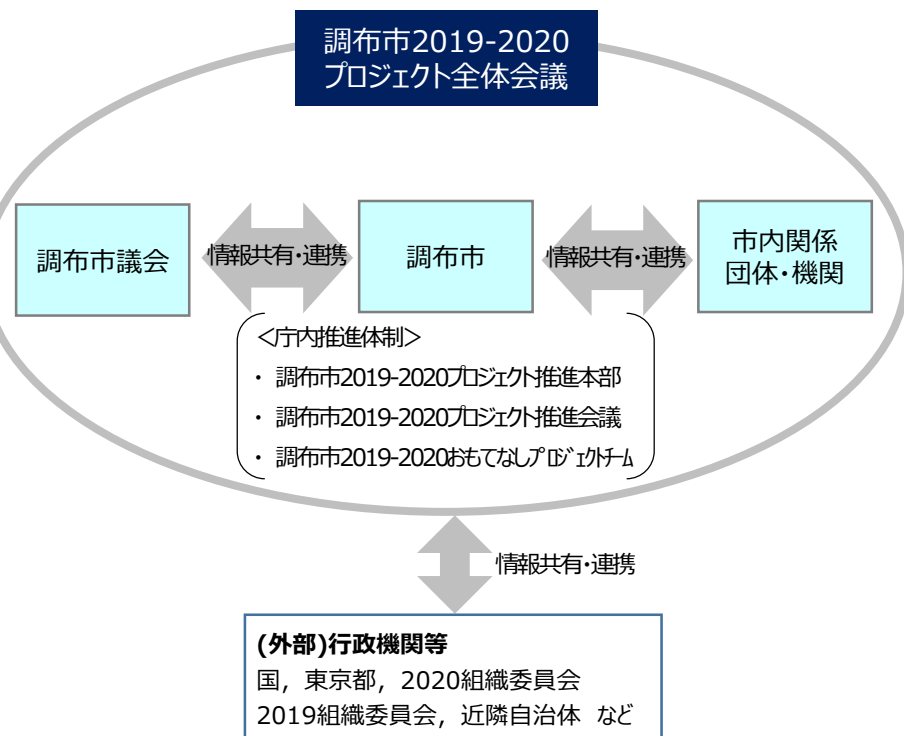 調布市2019-2020
プロジェクト全体会議
調布市議会
情報共有・連携
調布市
情報共有・連携
市内関係
団体・機関
<庁内推進体制>
・ 調布市2019-2020プロジェクト推進本部
・ 調布市2019-2020プロジェクト推進会議
・ 調布市2019-2020おもてなしプロジェクトチーム
情報共有・連携
(外部)行政機関等
国，東京都，2020組織委員会
2019組織委員会，近隣自治体 など